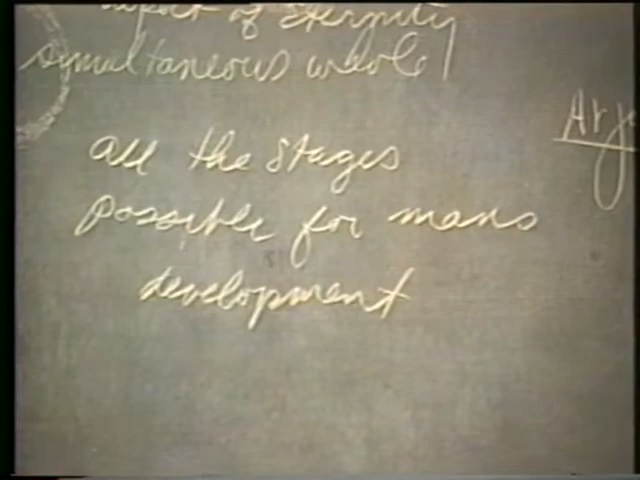 aspect of Eternity
simultaneous whole
all the stages
possible for mans
development